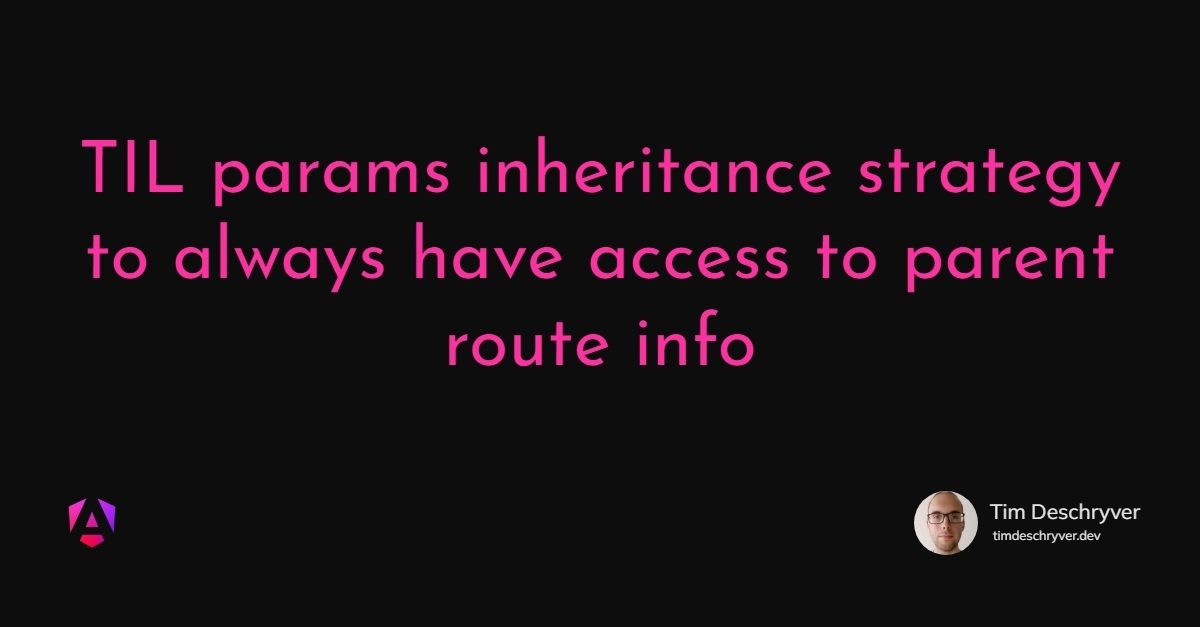 TIL params inheritance strategy
to always have access to parent
route info
Tim Deschryver
timdeschryver.dev